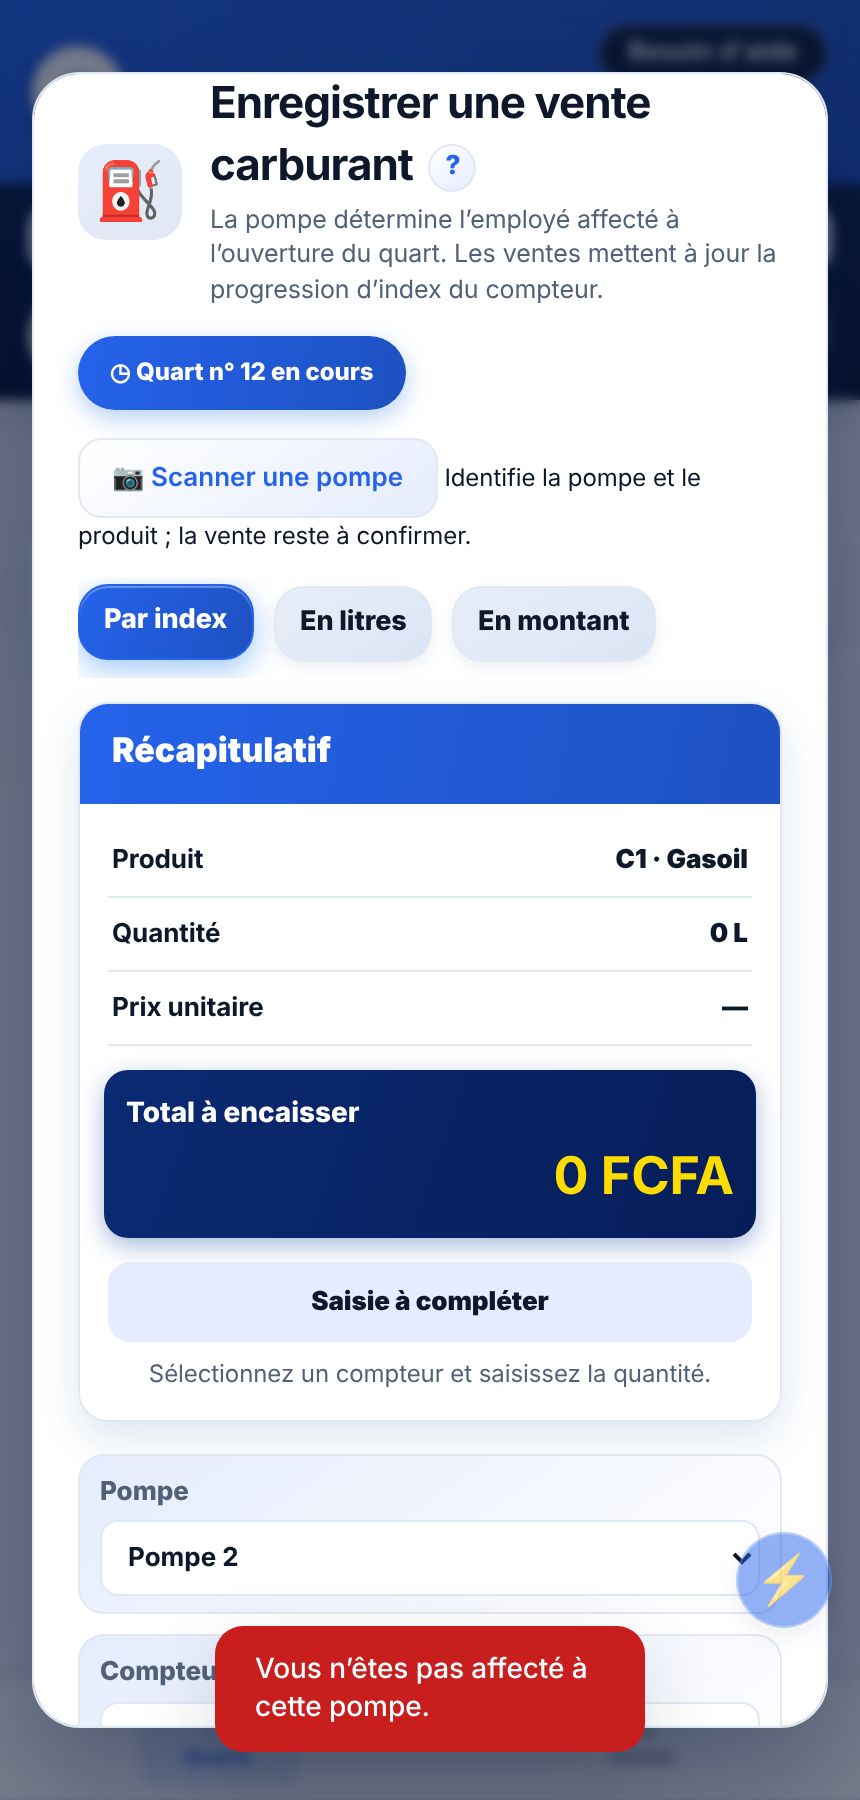 Besoin d'aide
Enregistrer une vente
carburant ?
La pompe détermine l’employé affecté à
l’ouverture du quart. Les ventes mettent à jour la
progression d’index du compteur.
Quart n° 12 en cours
Scanner une pompe Identifie la pompe et le
produit ; la vente reste à confirmer.
Par index En litres En montant
Récapitulatif
Produit C1 · Gasoil
Quantité 0 L
Prix unitaire —
Total à encaisser
0 FCFA
Saisie à compléter
Sélectionnez un compteur et saisissez la quantité.
Pompe
Pompe 2
Compteu
Vous n’êtes pas affecté à
cette pompe.